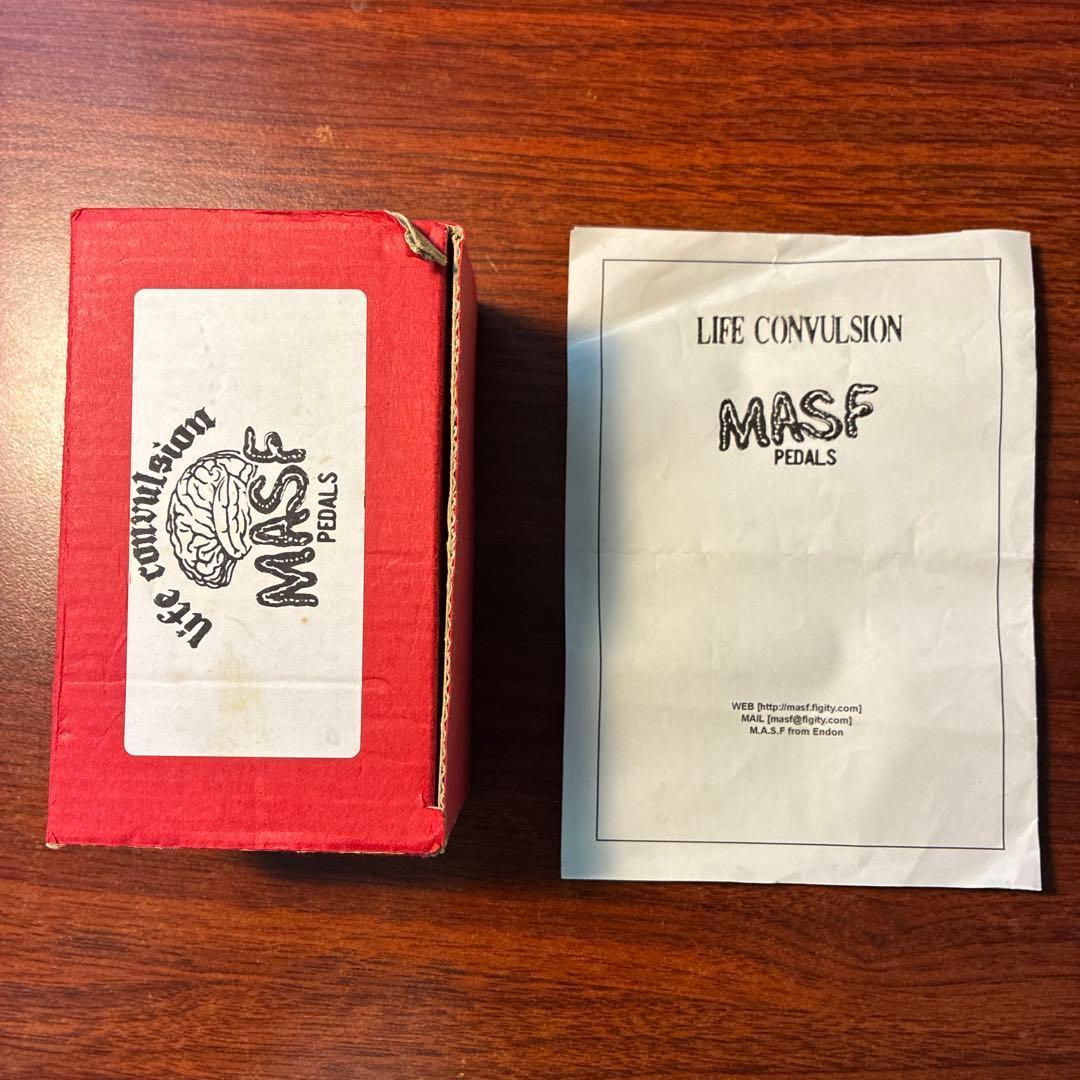 life convulsion
MASF
PEDALS
LIFE CONVULSION
MASF
PEDALS
WEB [http://masf.figity.com]
MAIL [masf@figity.com]
M.A.S.F from Endon